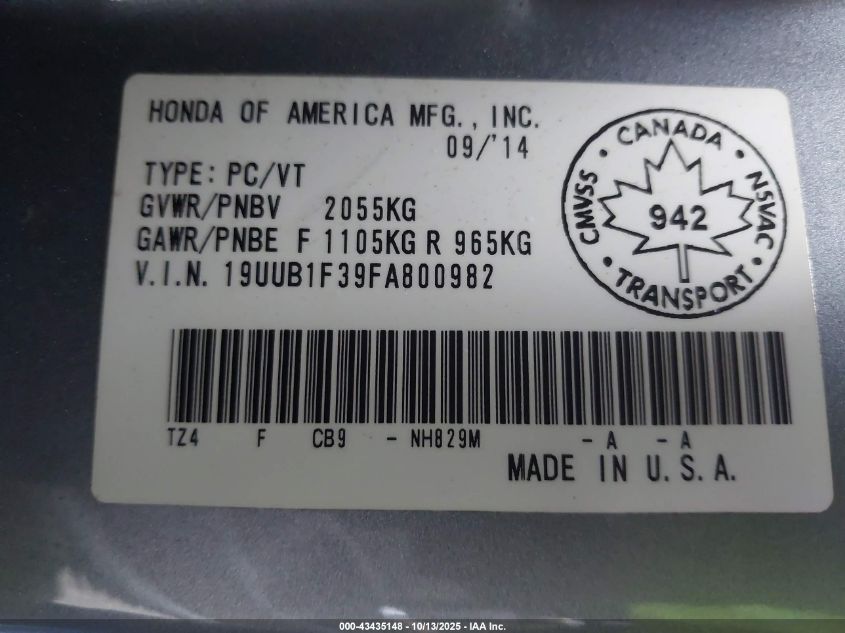 HONDA OF AMERICA MFG., INC.
09/'14
TYPE: PC/VT
GVWR/PNBV 2055KG
GAWR/PNBE F 1105KG R 965KG
V.I.N. 19UUB1F39FA800982
CANADA
CMVSS
942
NSVAC
TRANSPORT
TZ4 F CB9 - NH829M - A - A
MADE IN U.S.A.
000-43435148 - 10/13/2025 - IAA Inc.